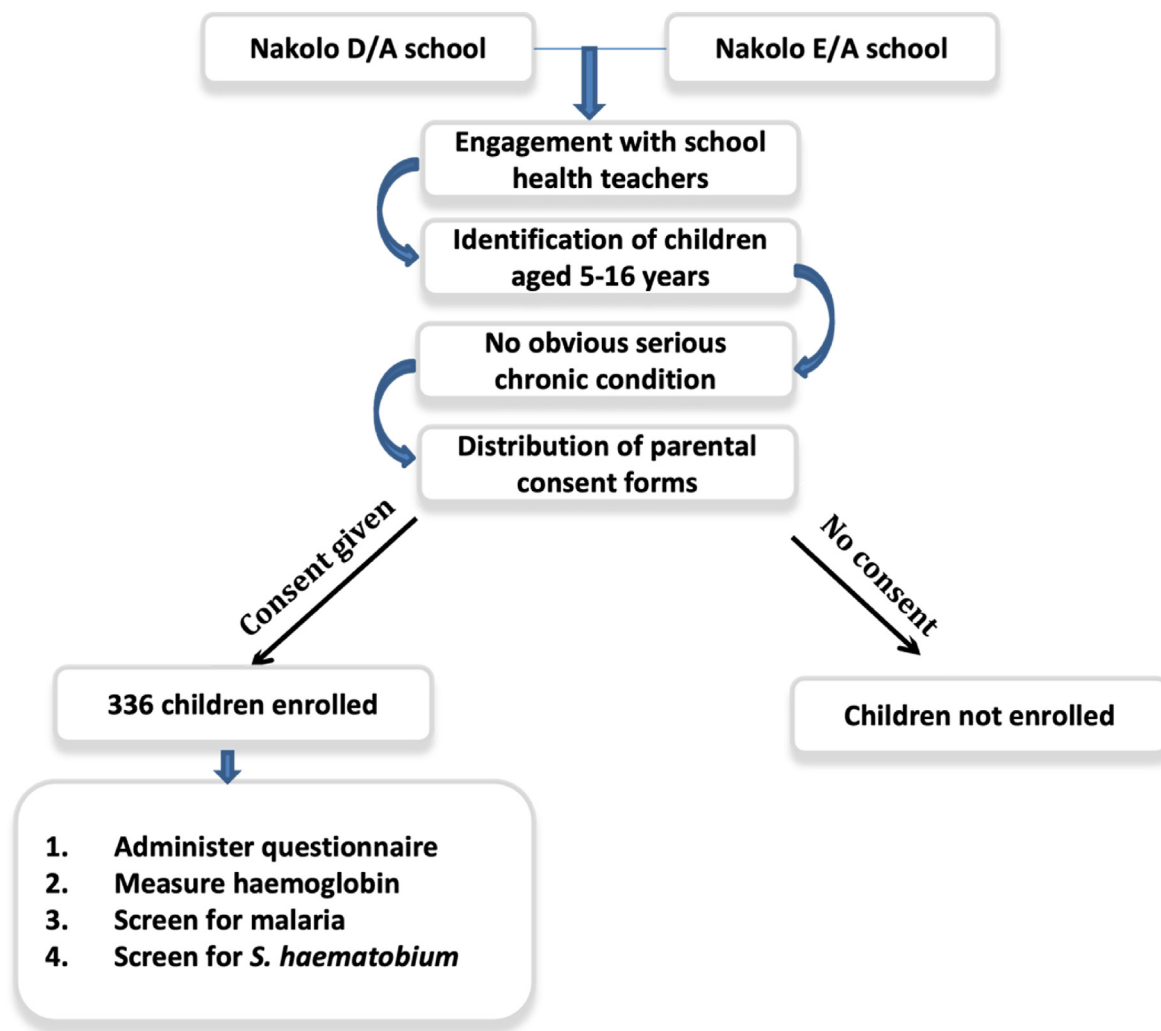 Nakolo D/A school
Nakolo E/A school
Engagement with school
health teachers
Identification of children
aged 5-16 years
No obvious serious
chronic condition
Distribution of parental
consent forms
Consent given
No consent
336 children enrolled
Children not enrolled
1. Administer questionnaire
2. Measure haemoglobin
3. Screen for malaria
4. Screen for S. haematobium